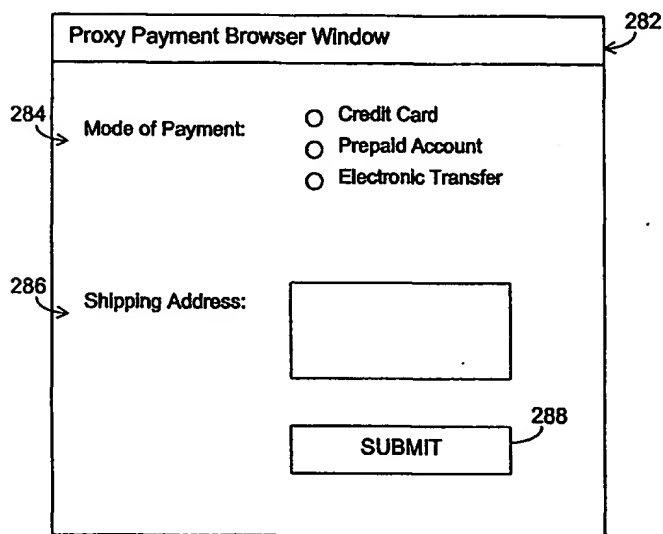 Proxy Payment Browser Window
282
284
Mode of Payment:
Credit Card
Prepaid Account
Electronic Transfer
286
Shipping Address:
288
SUBMIT